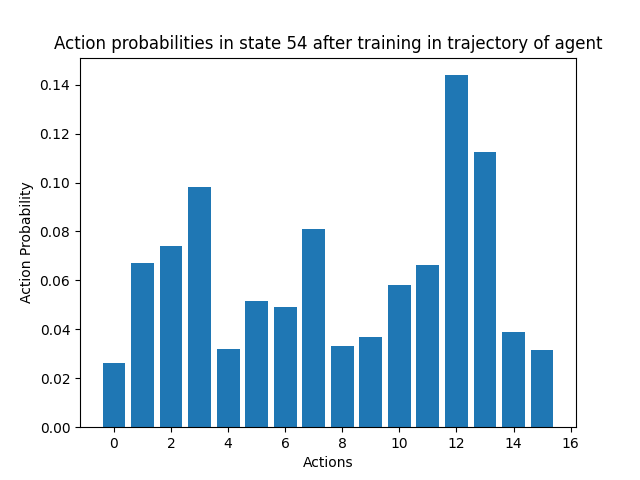 Action probabilities in state 54 after training in trajectory of agent
0.14
0.12
0.10
0.08
0.06
0.04
0.02
0.00
Action Probability
0 2 4 6 8 10 12 14 16
Actions